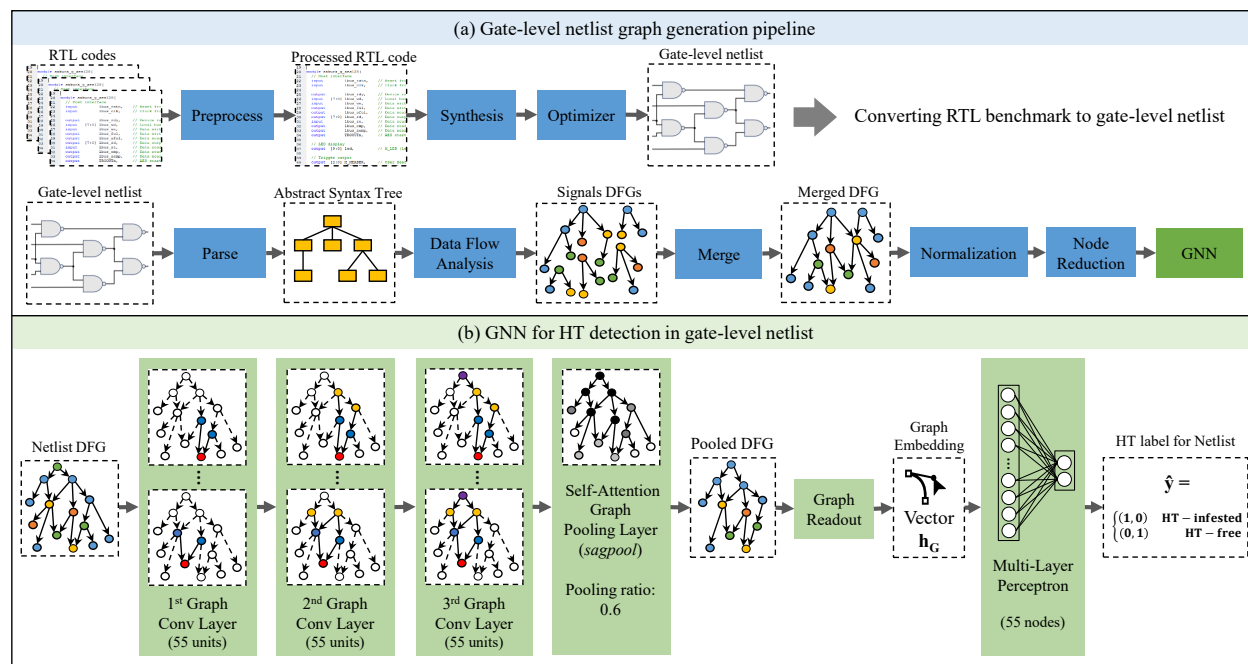 (a) Gate-level netlist graph generation pipeline
RTL codes
Processed RTL code
Gate-level netlist
Preprocess
Synthesis
Optimizer
Converting RTL benchmark to gate-level netlist
Gate-level netlist
Abstract Syntax Tree
Signals DFGs
Merged DFG
Parse
Data Flow
Analysis
Merge
Normalization
Node
Reduction
GNN
(b) GNN for HT detection in gate-level netlist
Netlist DFG
1st Graph
Conv Layer
(55 units)
2nd Graph
Conv Layer
(55 units)
3rd Graph
Conv Layer
(55 units)
Self-Attention
Graph
Pooling Layer
(sagpool)
Pooling ratio:
0.6
Pooled DFG
Graph
Readout
Graph
Embedding
Vector
h_G
Multi-Layer
Perceptron
(55 nodes)
HT label for Netlist
ŷ =
{(1, 0) HT − infested
(0, 1) HT − free